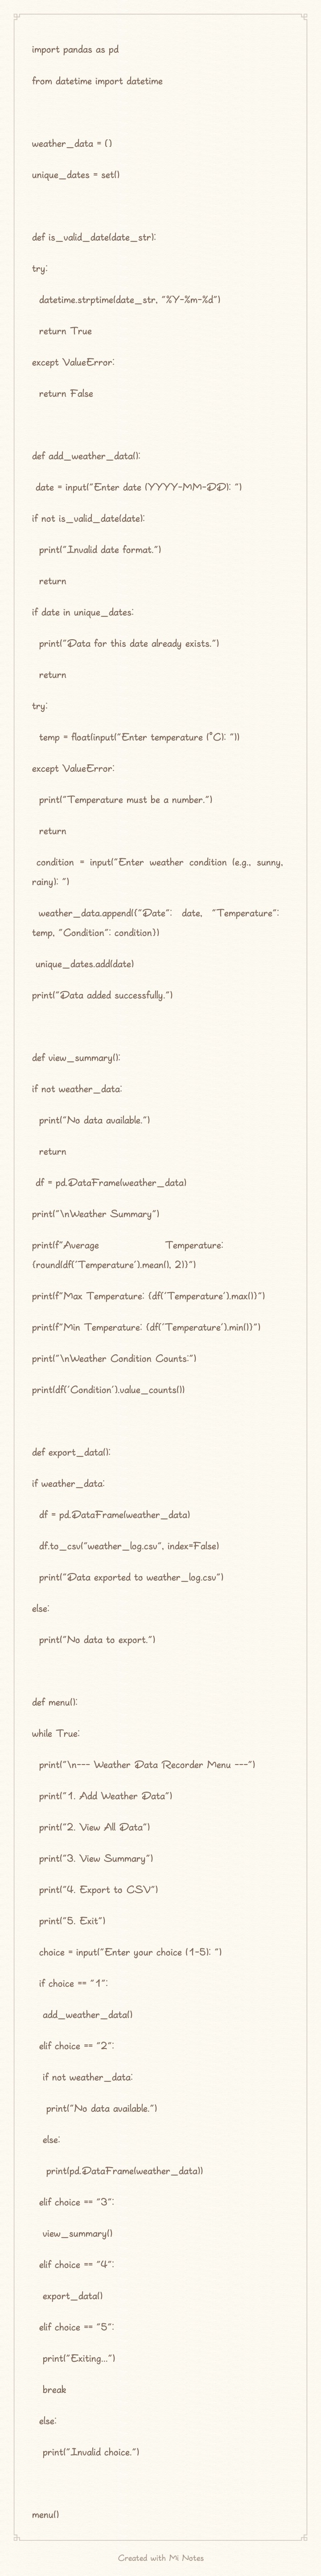 import pandas as pd
from datetime import datetime
weather_data = ()
unique_dates = set()
def is_valid_date(date_str):
try:
datetime.strptime(date_str, "%Y-%m-%d")
return True
except ValueError:
return False
def add_weather_data():
date = input("Enter date (YYYY-MM-DD): ")
if not is_valid_date(date):
print("Invalid date format.")
return
if date in unique_dates:
print("Data for this date already exists.")
return
try:
temp = float(input("Enter temperature (°C): "))
except ValueError:
print("Temperature must be a number.")
return
condition = input("Enter weather condition (e.g., sunny,
rainy): ")
weather_data.append(("Date": date, "Temperature":
temp, "Condition": condition))
unique_dates.add(date)
print("Data added successfully.")
def view_summary():
if not weather_data:
print("No data available.")
return
df = pd.DataFrame(weather_data)
print("\nWeather Summary")
print(f"Average Temperature:
(round(df('Temperature').mean(), 2))")
print(f"Max Temperature: (df('Temperature').max())")
print(f"Min Temperature: (df('Temperature').min())")
print("\nWeather Condition Counts:")
print(df('Condition').value_counts())
def export_data():
if weather_data:
df = pd.DataFrame(weather_data)
df.to_csv("weather_log.csv", index=False)
print("Data exported to weather_log.csv")
else:
print("No data to export.")
def menu():
while True:
print("\n--- Weather Data Recorder Menu ---")
print("1. Add Weather Data")
print("2. View All Data")
print("3. View Summary")
print("4. Export to CSV")
print("5. Exit")
choice = input("Enter your choice (1-5): ")
if choice == "1":
add_weather_data()
elif choice == "2":
if not weather_data:
print("No data available.")
else:
print(pd.DataFrame(weather_data))
elif choice == "3":
view_summary()
elif choice == "4":
export_data()
elif choice == "5":
print("Exiting...")
break
else:
print("Invalid choice.")
menu()
Created with Mi Notes